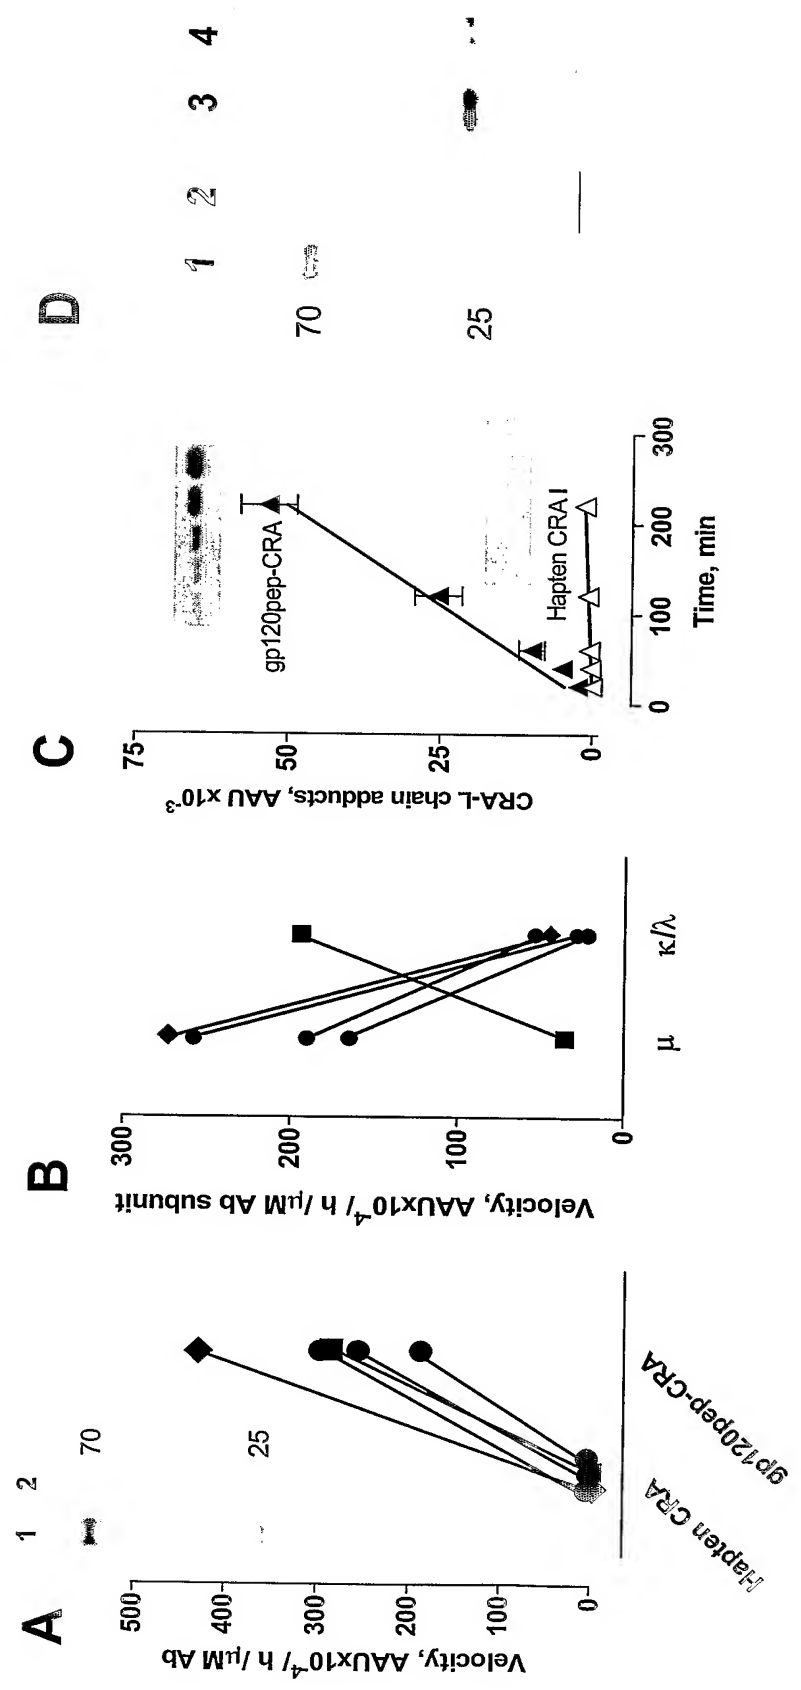 A
1 2
70
25
500
400
300
200
100
0
Velocity, AAUx10⁻⁴/ h /µM Ab
Hapten CRA
gp120pep-CRA
B
300
200
100
0
Velocity, AAUx10⁻⁴/ h /µM Ab subunit
µ κ/λ
C
75
50
25
0
CRA-L chain adducts, AAU x10⁻³
gp120pep-CRA
Hapten CRA I
0 100 200 300
Time, min
D
1 2 3 4
70
25